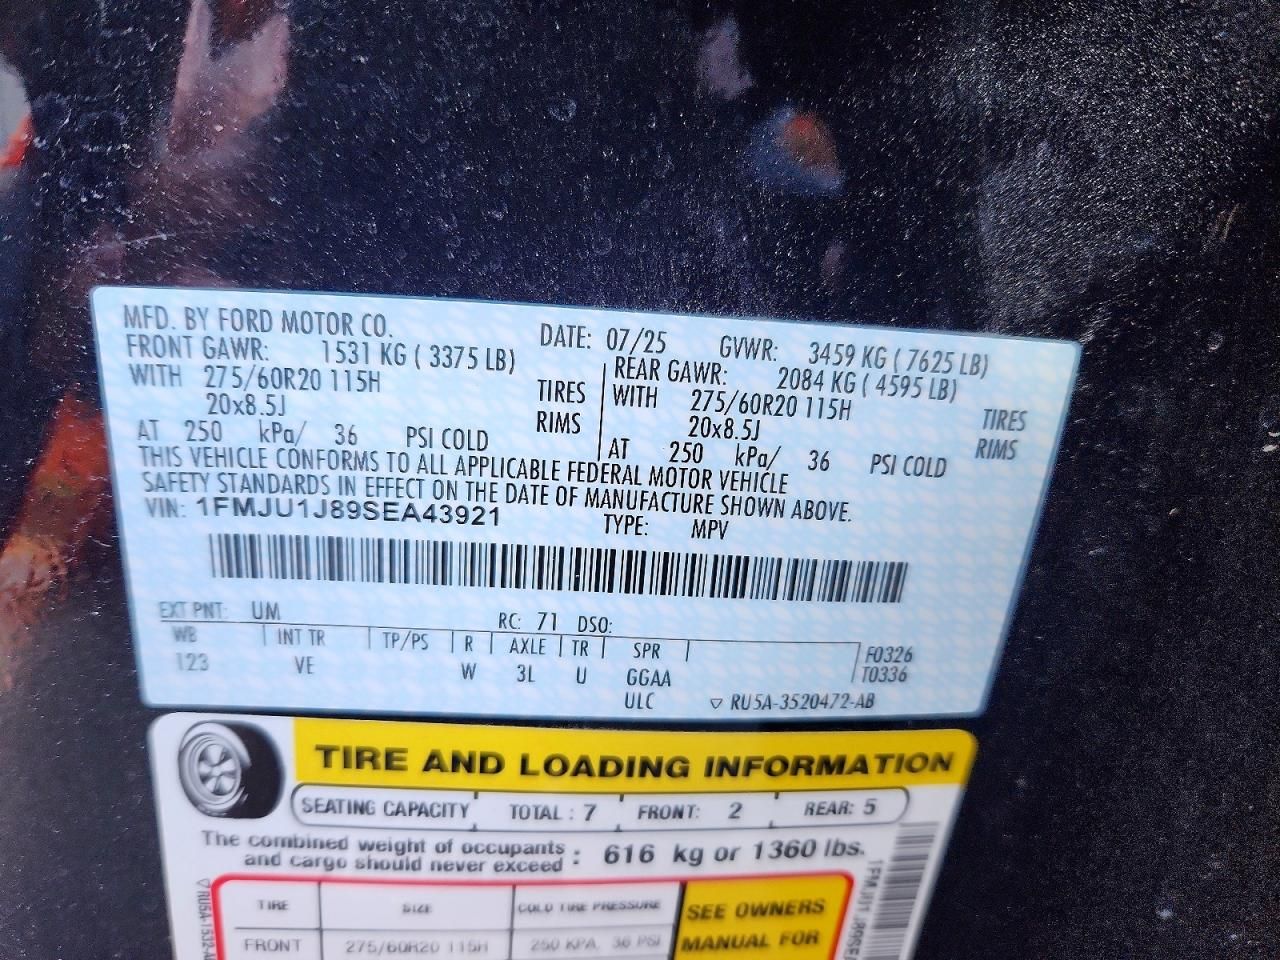 MFD. BY FORD MOTOR CO. DATE: 07/25 GVWR: 3459 KG ( 7625 LB)
FRONT GAWR: 1531 KG ( 3375 LB) REAR GAWR: 2084 KG ( 4595 LB)
WITH 275/60R20 115H TIRES WITH 275/60R20 115H TIRES
20x8.5J RIMS 20x8.5J RIMS
AT 250 kPa/ 36 PSI COLD AT 250 kPa/ 36 PSI COLD
THIS VEHICLE CONFORMS TO ALL APPLICABLE FEDERAL MOTOR VEHICLE
SAFETY STANDARDS IN EFFECT ON THE DATE OF MANUFACTURE SHOWN ABOVE.
VIN: 1FMJU1J89SEA43921 TYPE: MPV
EXT PNT: UM RC: 71 DSO:
WB INT TR TP/PS R AXLE TR SPR F0326
123 VE W 3L U GGAA T0336
ULC ▽ RU5A-3520472-AB
TIRE AND LOADING INFORMATION
SEATING CAPACITY TOTAL : 7 FRONT: 2 REAR: 5
The combined weight of occupants
and cargo should never exceed : 616 kg or 1360 lbs.
TIRE SIZE COLD TIRE PRESSURE SEE OWNERS
FRONT 275/60R20 115H 250 KPA, 36 PSI MANUAL FOR